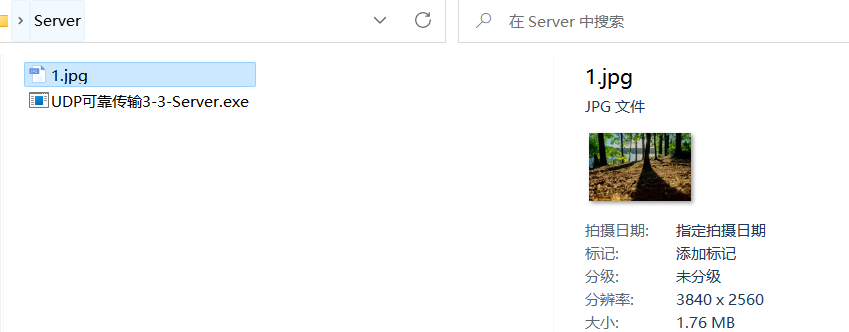 Server
在 Server 中搜索
1.jpg
UDP可靠传输3-3-Server.exe
1.jpg
JPG 文件
拍摄日期: 指定拍摄日期
标记: 添加标记
分级: 未分级
分辨率: 3840 x 2560
大小: 1.76 MB